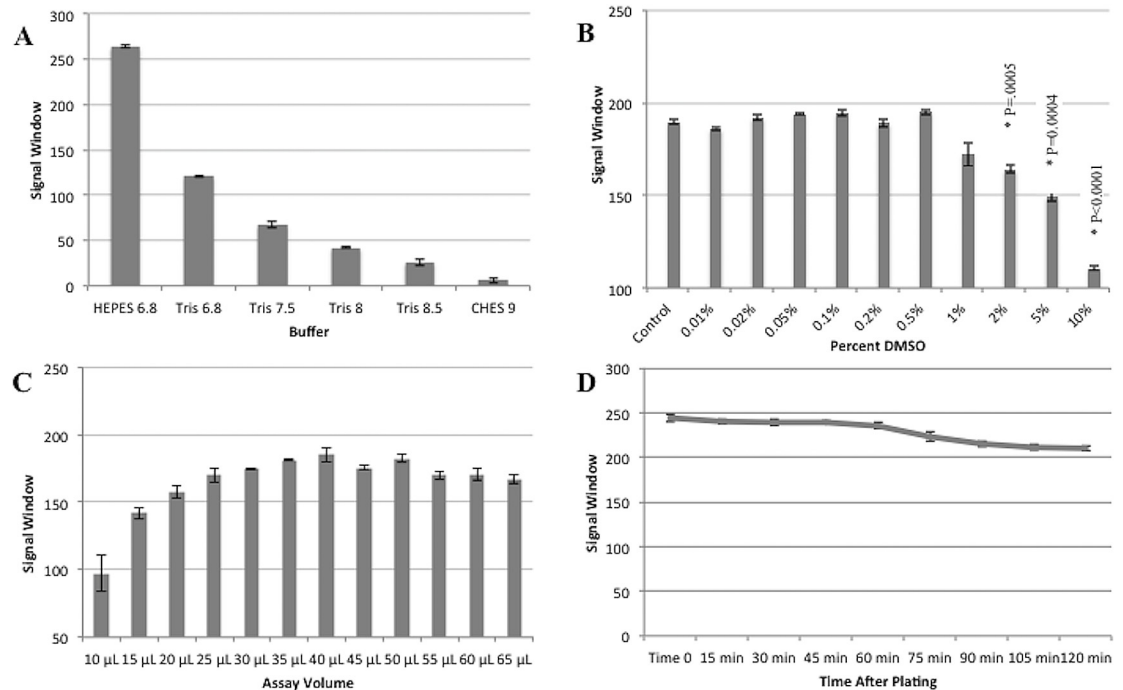 A
Signal Window
300
250
200
150
100
50
0
HEPES 6.8 Tris 6.8 Tris 7.5 Tris 8 Tris 8.5 CHES 9
Buffer
B
Signal Window
250
200
150
100
* P=.0005
* P=0.0004
* P<0.0001
Control 0.01% 0.02% 0.05% 0.1% 0.2% 0.5% 1% 2% 5% 10%
Percent DMSO
C
Signal Window
250
200
150
100
50
10 µL 15 µL 20 µL 25 µL 30 µL 35 µL 40 µL 45 µL 50 µL 55 µL 60 µL 65 µL
Assay Volume
D
Signal Window
300
250
200
150
100
50
0
Time 0 15 min 30 min 45 min 60 min 75 min 90 min 105 min 120 min
Time After Plating